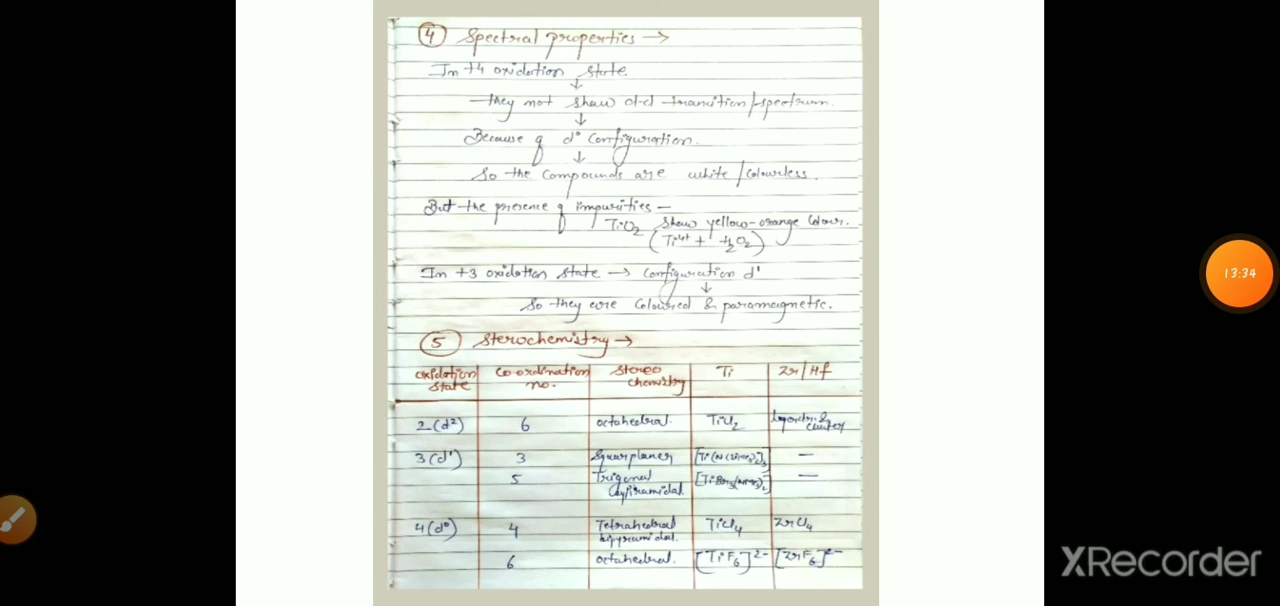 4 Spectral properties →
In +4 oxidation state.
↓
they not show d-d transition/spectrum.
↓
Because of d° configuration.
↓
So the compounds are white/colourless.
But the presence of impurities —
TiO2 show yellow-orange colour.
(Ti4+ + ½O2)
In +3 oxidation state → configuration d¹
↓
So they are coloured & paramagnetic.
5 Sterochemistry →
oxidation state | Co-ordination no. | Stereo chemistry | Ti | Zr/Hf
2(d²) | 6 | octahedral. | TiCl2 | cluster
3(d¹) | 3 | Squarplaner | —
5 | Trigonal bypiramidal | —
4(d°) | 4 | Tetrahedral bipyramidal | TiCl4 | ZrCl4
6 | octahedral. | [TiF6]2- | [ZrF6]2-
13:34
XRecorder